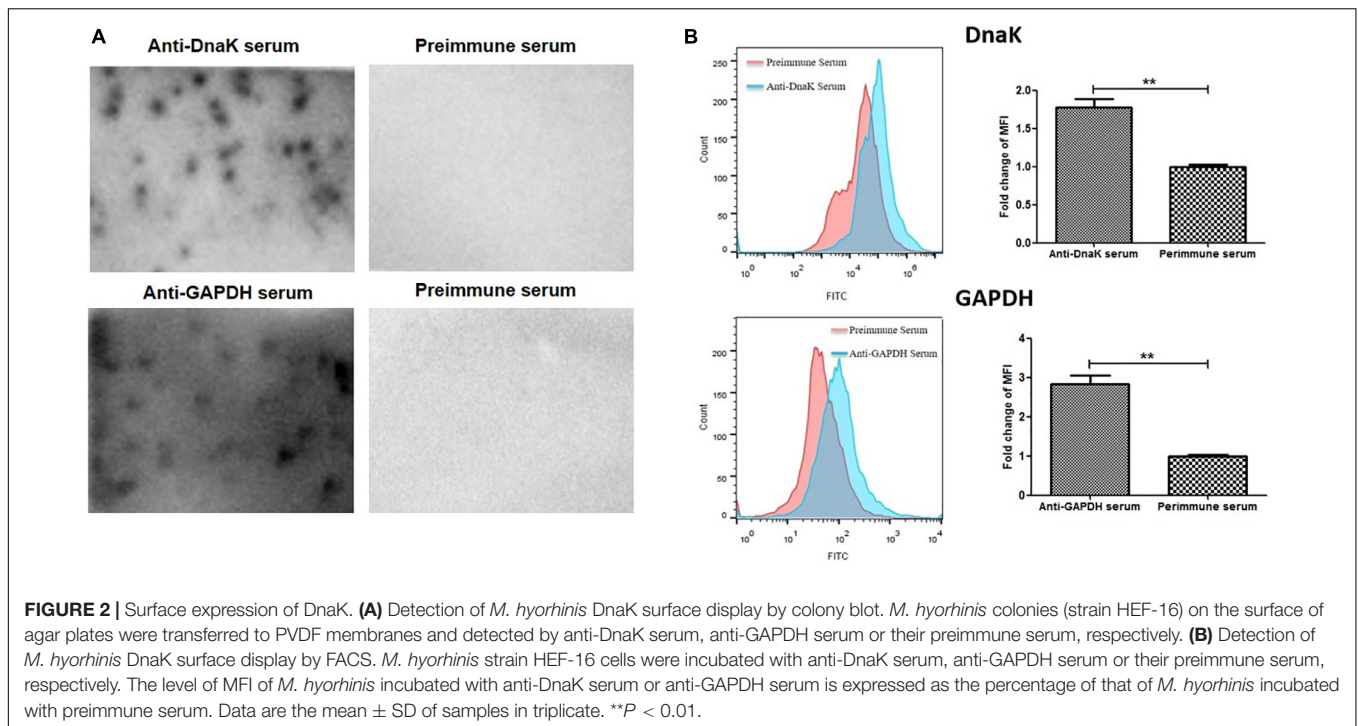 A
Anti-DnaK serum
Preimmune serum
Anti-GAPDH serum
Preimmune serum
B
DnaK
Preimmune Serum
Anti-DnaK Serum
250
200
150
100
50
0
Count
10^0
10^2
10^4
10^6
FITC
**
2.0
1.5
1.0
0.5
0.0
Fold change of MFI
Anti-DnaK serum
Perimmune serum
GAPDH
Preimmune Serum
Anti-GAPDH Serum
200
150
100
50
0
Count
10^0
10^1
10^2
10^3
10^4
FITC
**
4
3
2
1
0
Fold change of MFI
Anti-GAPDH serum
Perimmune serum
FIGURE 2 | Surface expression of DnaK. (A) Detection of M. hyorhinis DnaK surface display by colony blot. M. hyorhinis colonies (strain HEF-16) on the surface of
agar plates were transferred to PVDF membranes and detected by anti-DnaK serum, anti-GAPDH serum or their preimmune serum, respectively. (B) Detection of
M. hyorhinis DnaK surface display by FACS. M. hyorhinis strain HEF-16 cells were incubated with anti-DnaK serum, anti-GAPDH serum or their preimmune serum,
respectively. The level of MFI of M. hyorhinis incubated with anti-DnaK serum or anti-GAPDH serum is expressed as the percentage of that of M. hyorhinis incubated
with preimmune serum. Data are the mean ± SD of samples in triplicate. **P < 0.01.